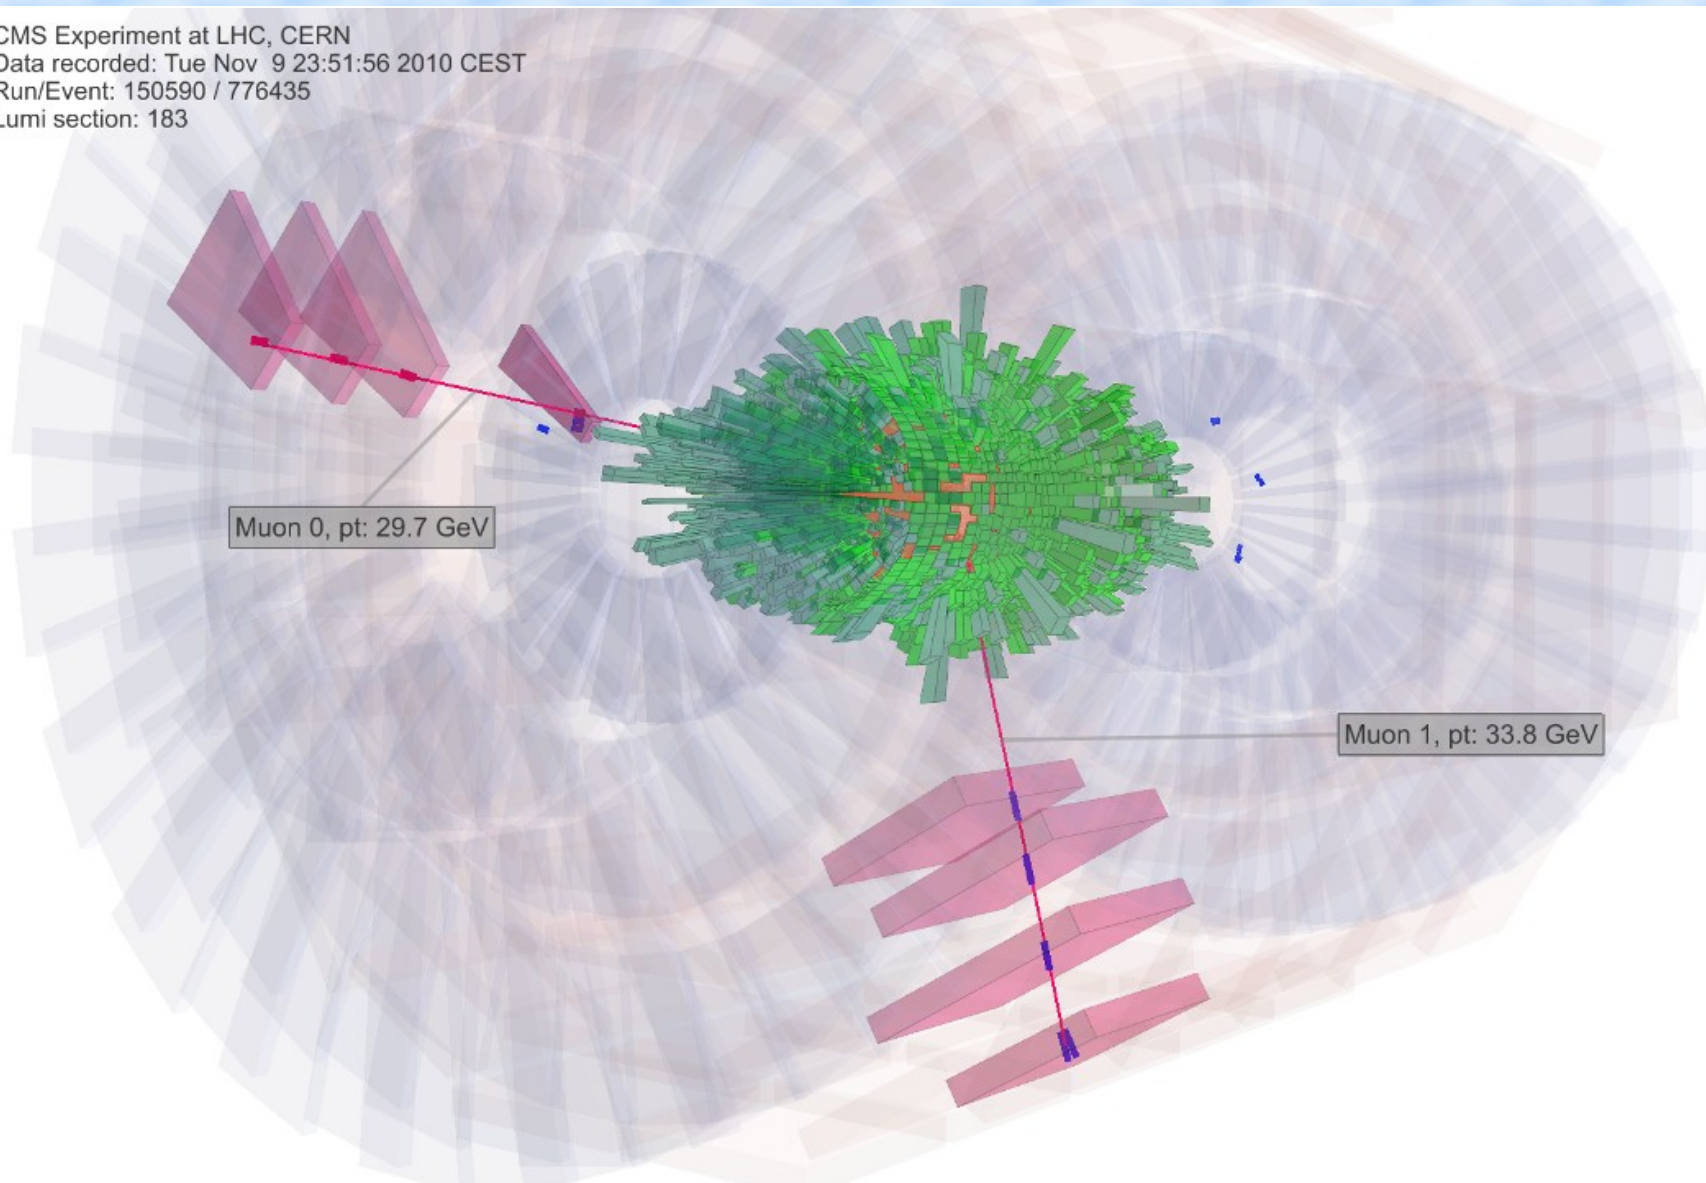 CMS Experiment at LHC, CERN
Data recorded: Tue Nov 9 23:51:56 2010 CEST
Run/Event: 150590 / 776435
Lumi section: 183
Muon 0, pt: 29.7 GeV
Muon 1, pt: 33.8 GeV